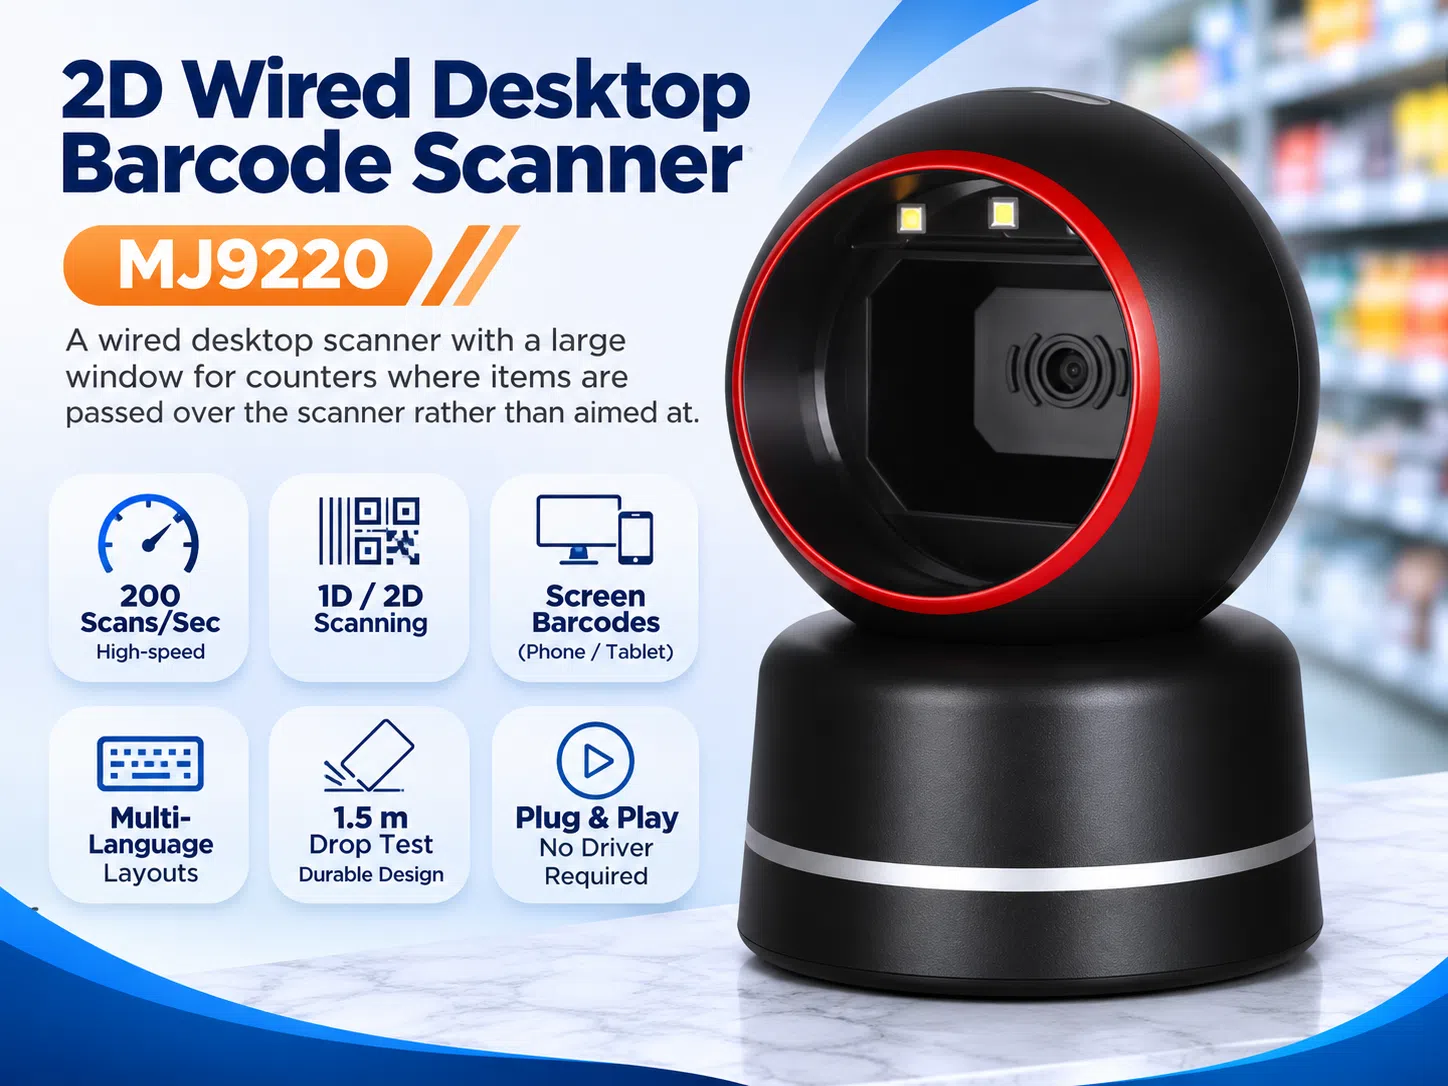 2D Wired Desktop
Barcode Scanner
MJ9220
A wired desktop scanner with a large
window for counters where items are
passed over the scanner rather than aimed at.
200
Scans/Sec
High-speed
1D / 2D
Scanning
Screen
Barcodes
(Phone / Tablet)
Multi-
Language
Layouts
1.5 m
Drop Test
Durable Design
Plug & Play
No Driver
Required